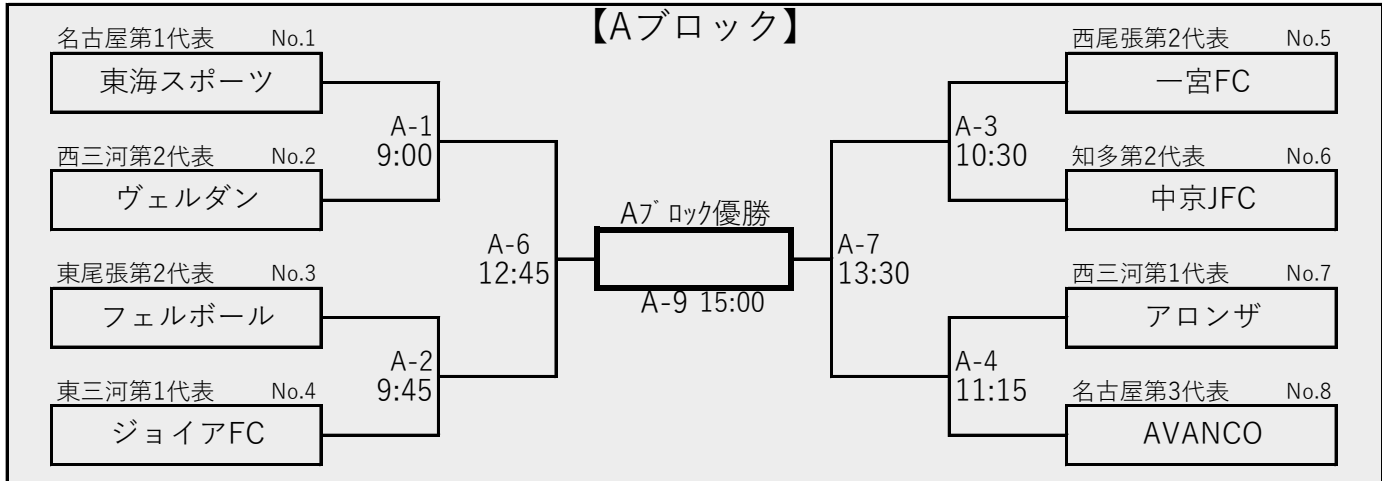 【Aブロック】
名古屋第1代表 No.1
東海スポーツ
A-1
9:00
西三河第2代表 No.2
ヴェルダン
A-6
12:45
東尾張第2代表 No.3
フェルボール
A-2
9:45
東三河第1代表 No.4
ジョイアFC
Aﾌﾞﾛｯｸ優勝
A-9 15:00
西尾張第2代表 No.5
一宮FC
A-3
10:30
知多第2代表 No.6
中京JFC
A-7
13:30
西三河第1代表 No.7
アロンザ
A-4
11:15
名古屋第3代表 No.8
AVANCO